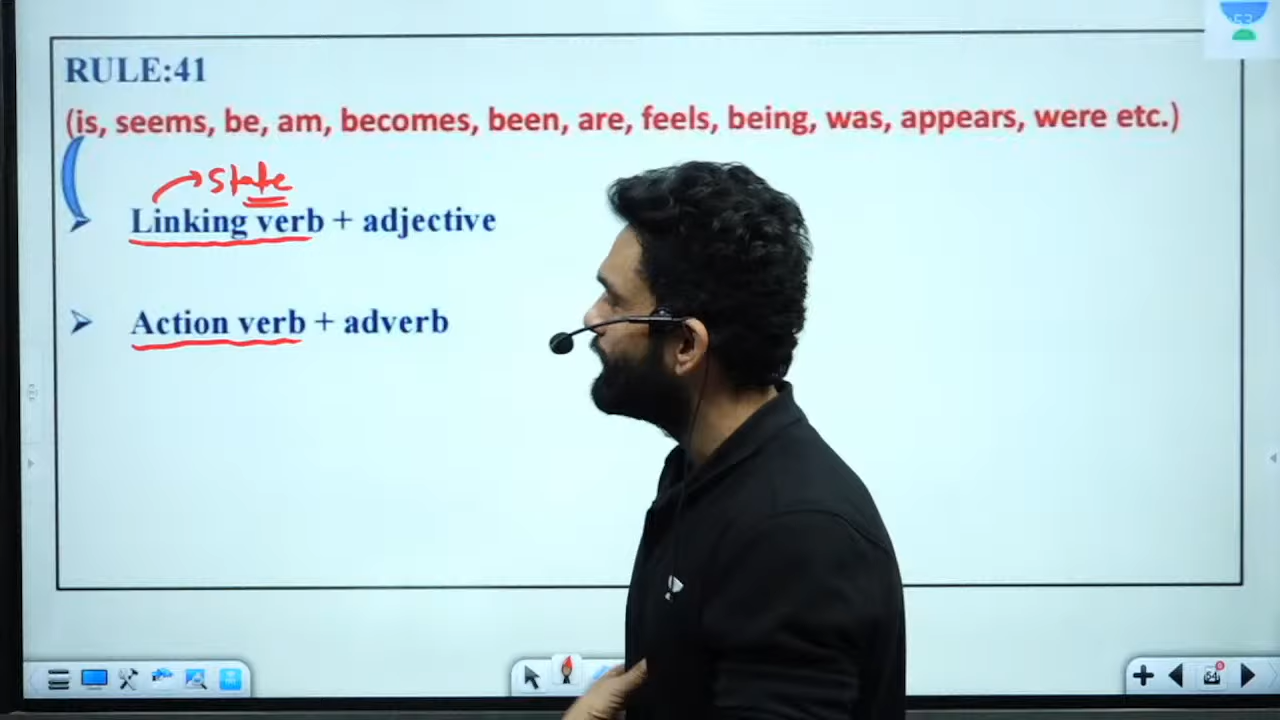 RULE:41
(is, seems, be, am, becomes, been, are, feels, being, was, appears, were etc.)
State
Linking verb + adjective
Action verb + adverb